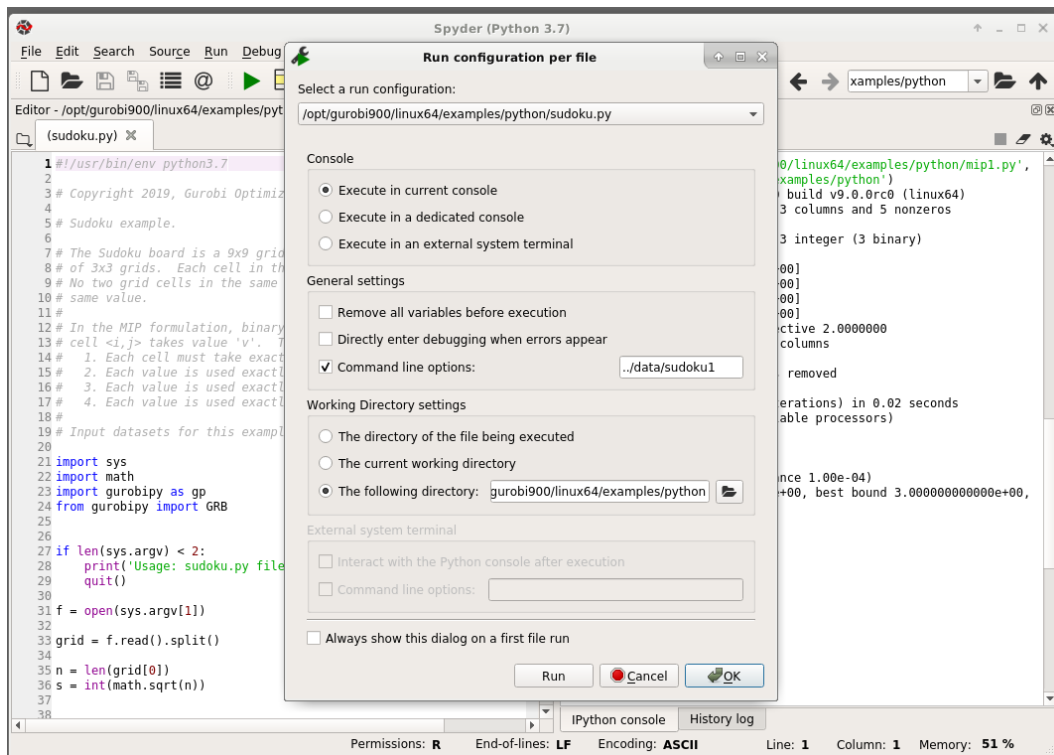 Spyder (Python 3.7)
File Edit Search Source Run Debug
Run configuration per file
xamples/python
Editor - /opt/gurobi900/linux64/examples/pyt
(sudoku.py)
1 #!/usr/bin/env python3.7
2
3 # Copyright 2019, Gurobi Optimiz
4
5 # Sudoku example.
6
7 # The Sudoku board is a 9x9 grid
8 # of 3x3 grids.  Each cell in th
9 # No two grid cells in the same
10 # same value.
11 #
12 # In the MIP formulation, binary
13 # cell <i,j> takes value 'v'.  T
14 #   1. Each cell must take exact
15 #   2. Each value is used exactl
16 #   3. Each value is used exactl
17 #   4. Each value is used exactl
18 #
19 # Input datasets for this exampl
20
21 import sys
22 import math
23 import gurobipy as gp
24 from gurobipy import GRB
25
26
27 if len(sys.argv) < 2:
28     print('Usage: sudoku.py file
29     quit()
30
31 f = open(sys.argv[1])
32
33 grid = f.read().split()
34
35 n = len(grid[0])
36 s = int(math.sqrt(n))
37
38
Select a run configuration:
/opt/gurobi900/linux64/examples/python/sudoku.py
Console
Execute in current console
Execute in a dedicated console
Execute in an external system terminal
General settings
Remove all variables before execution
Directly enter debugging when errors appear
Command line options: ../data/sudoku1
Working Directory settings
The directory of the file being executed
The current working directory
The following directory: gurobi900/linux64/examples/python
External system terminal
Interact with the Python console after execution
Command line options:
Always show this dialog on a first file run
Run Cancel OK
0/linux64/examples/python/mip1.py',
examples/python')
build v9.0.0rc0 (linux64)
3 columns and 5 nonzeros
3 integer (3 binary)
+00]
+00]
+00]
+00]
ective 2.0000000
columns
removed
erations) in 0.02 seconds
able processors)
nce 1.00e-04)
+00, best bound 3.000000000000e+00,
IPython console History log
Permissions: R End-of-lines: LF Encoding: ASCII Line: 1 Column: 1 Memory: 51 %